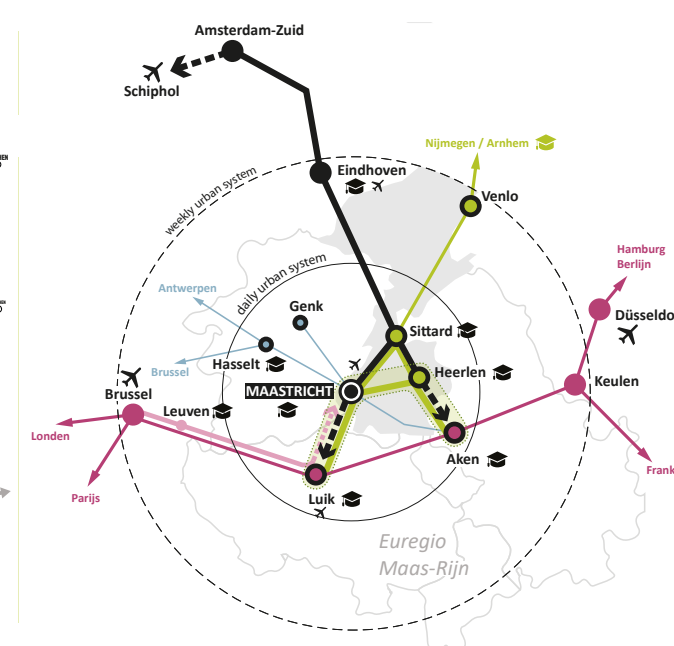 Amsterdam-Zuid
Schiphol
Nijmegen / Arnhem
Eindhoven
weekly urban system
Venlo
Hamburg
Berlijn
daily urban system
Antwerpen
Genk
Düsseldo
Sittard
Brussel
Hasselt
Heerlen
Keulen
MAASTRICHT
Brussel
Leuven
Londen
Aken
Frank
Parijs
Luik
Euregio
Maas-Rijn